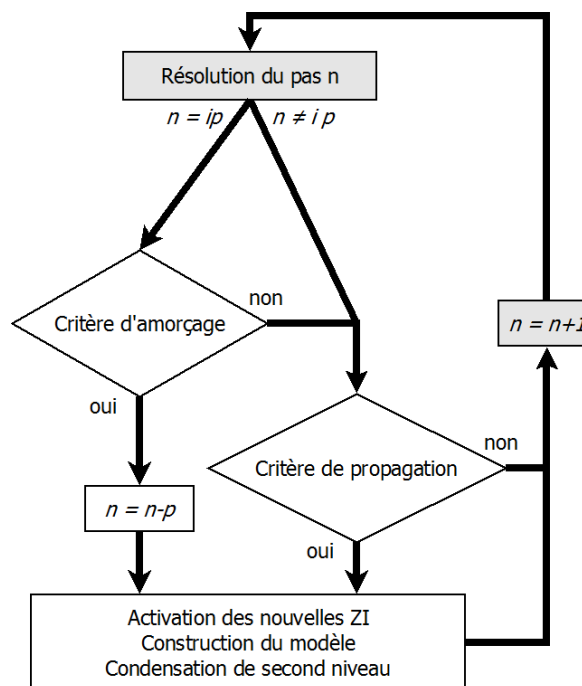 Résolution du pas n
n = ip
n ≠ i p
Critère d'amorçage
non
oui
n = n+1
Critère de propagation
non
n = n-p
oui
Activation des nouvelles ZI
Construction du modèle
Condensation de second niveau